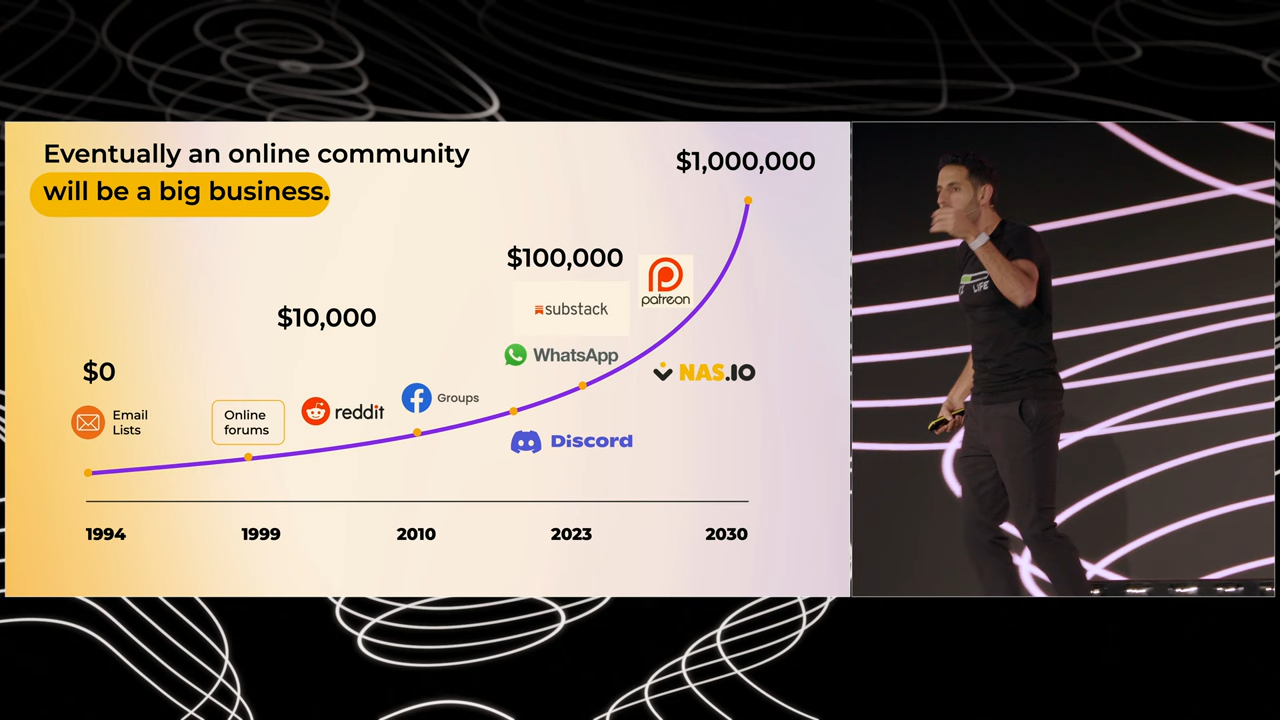 Eventually an online community
will be a big business.
$1,000,000
$100,000
patreon
substack
$10,000
WhatsApp
$0
NAS.IO
Email
Lists
Online
forums
reddit
Groups
Discord
1994
1999
2010
2023
2030
LIFE